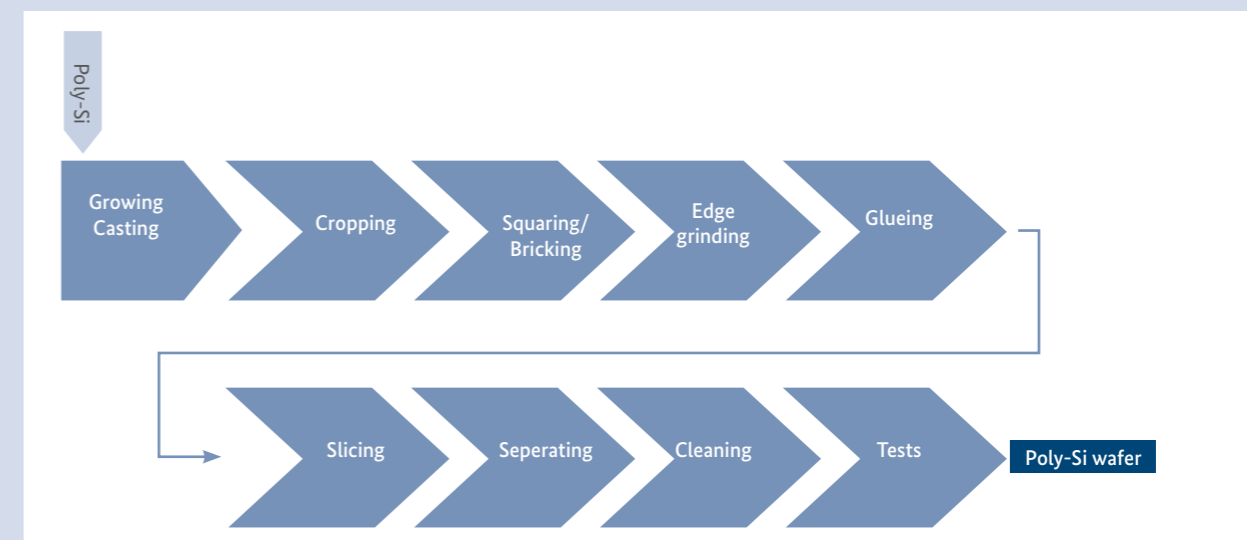 Poly-Si
Growing
Casting
Cropping
Squaring/
Bricking
Edge
grinding
Glueing
Slicing
Seperating
Cleaning
Tests
Poly-Si wafer